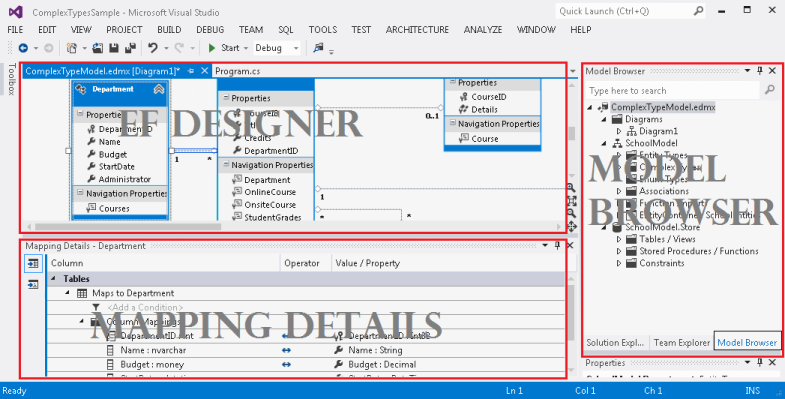 ComplexTypesSample - Microsoft Visual Studio
Quick Launch (Ctrl+Q)
FILE EDIT VIEW PROJECT BUILD DEBUG TEAM SQL TOOLS TEST ARCHITECTURE ANALYZE WINDOW HELP
Start Debug
Toolbox
ComplexTypeModel.edmx [Diagram1]* Program.cs
Department
Properties
DepartmentID
Name
Budget
StartDate
Administrator
Navigation Properties
Courses
1 *
Properties
CourseID
Title
Credits
DepartmentID
Navigation Properties
Department
OnlineCourse
OnsiteCourse
StudentGrades
0..1
1
*
*
Properties
CourseID
Details
Navigation Properties
Course
EF DESIGNER
Mapping Details - Department
Column Operator Value / Property
Tables
Maps to Department
<Add a Condition>
Column Mappings
DepartmentID : int DepartmentID : Int32
Name : nvarchar Name : String
Budget : money Budget : Decimal
MAPPING DETAILS
Model Browser
Type here to search
ComplexTypeModel.edmx
Diagrams
Diagram1
SchoolModel
Entity Types
Complex Types
Enum Types
Associations
Function Imports
EntityContainer: SchoolEntities
SchoolModel.Store
Tables / Views
Stored Procedures / Functions
Constraints
MODEL
BROWSER
Solution Expl... Team Explorer Model Browser
Properties
Ready Ln 1 Col 1 Ch 1 INS